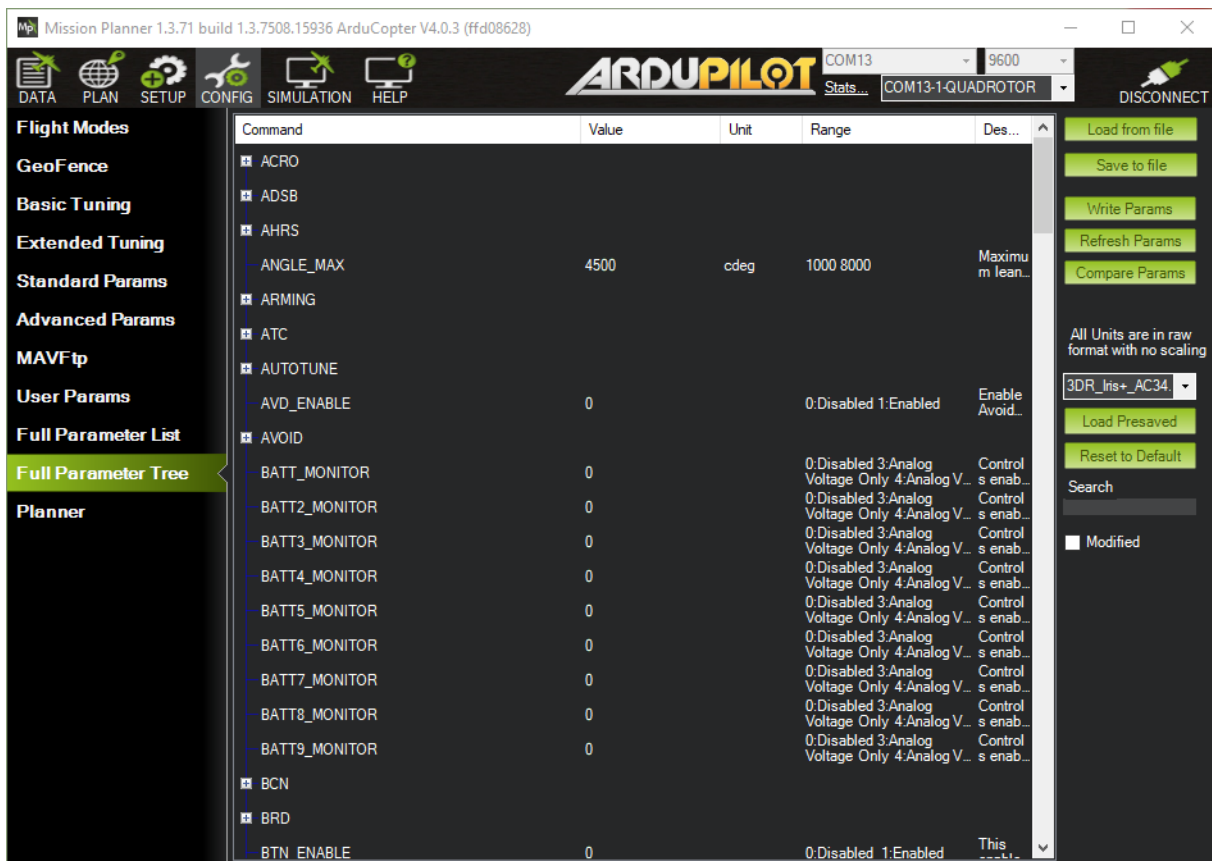 Mission Planner 1.3.71 build 1.3.7508.15936 ArduCopter V4.0.3 (ffd08628)
DATA PLAN SETUP CONFIG SIMULATION HELP
ARDUPILOT
COM13 9600
Stats... COM13-1-QUADROTOR
DISCONNECT
Flight Modes
GeoFence
Basic Tuning
Extended Tuning
Standard Params
Advanced Params
MAVFtp
User Params
Full Parameter List
Full Parameter Tree
Planner
Command Value Unit Range Des...
ACRO
ADSB
AHRS
ANGLE_MAX 4500 cdeg 1000 8000 Maximu
m lean...
ARMING
ATC
AUTOTUNE
AVD_ENABLE 0 0:Disabled 1:Enabled Enable
Avoid...
AVOID
BATT_MONITOR 0 0:Disabled 3:Analog Control
Voltage Only 4:Analog V... s enab...
BATT2_MONITOR 0 0:Disabled 3:Analog Control
Voltage Only 4:Analog V... s enab...
BATT3_MONITOR 0 0:Disabled 3:Analog Control
Voltage Only 4:Analog V... s enab...
BATT4_MONITOR 0 0:Disabled 3:Analog Control
Voltage Only 4:Analog V... s enab...
BATT5_MONITOR 0 0:Disabled 3:Analog Control
Voltage Only 4:Analog V... s enab...
BATT6_MONITOR 0 0:Disabled 3:Analog Control
Voltage Only 4:Analog V... s enab...
BATT7_MONITOR 0 0:Disabled 3:Analog Control
Voltage Only 4:Analog V... s enab...
BATT8_MONITOR 0 0:Disabled 3:Analog Control
Voltage Only 4:Analog V... s enab...
BATT9_MONITOR 0 0:Disabled 3:Analog Control
Voltage Only 4:Analog V... s enab...
BCN
BRD
BTN_ENABLE 0 0:Disabled 1:Enabled This
Load from file
Save to file
Write Params
Refresh Params
Compare Params
All Units are in raw
format with no scaling
3DR_Iris+_AC34.
Load Presaved
Reset to Default
Search
Modified